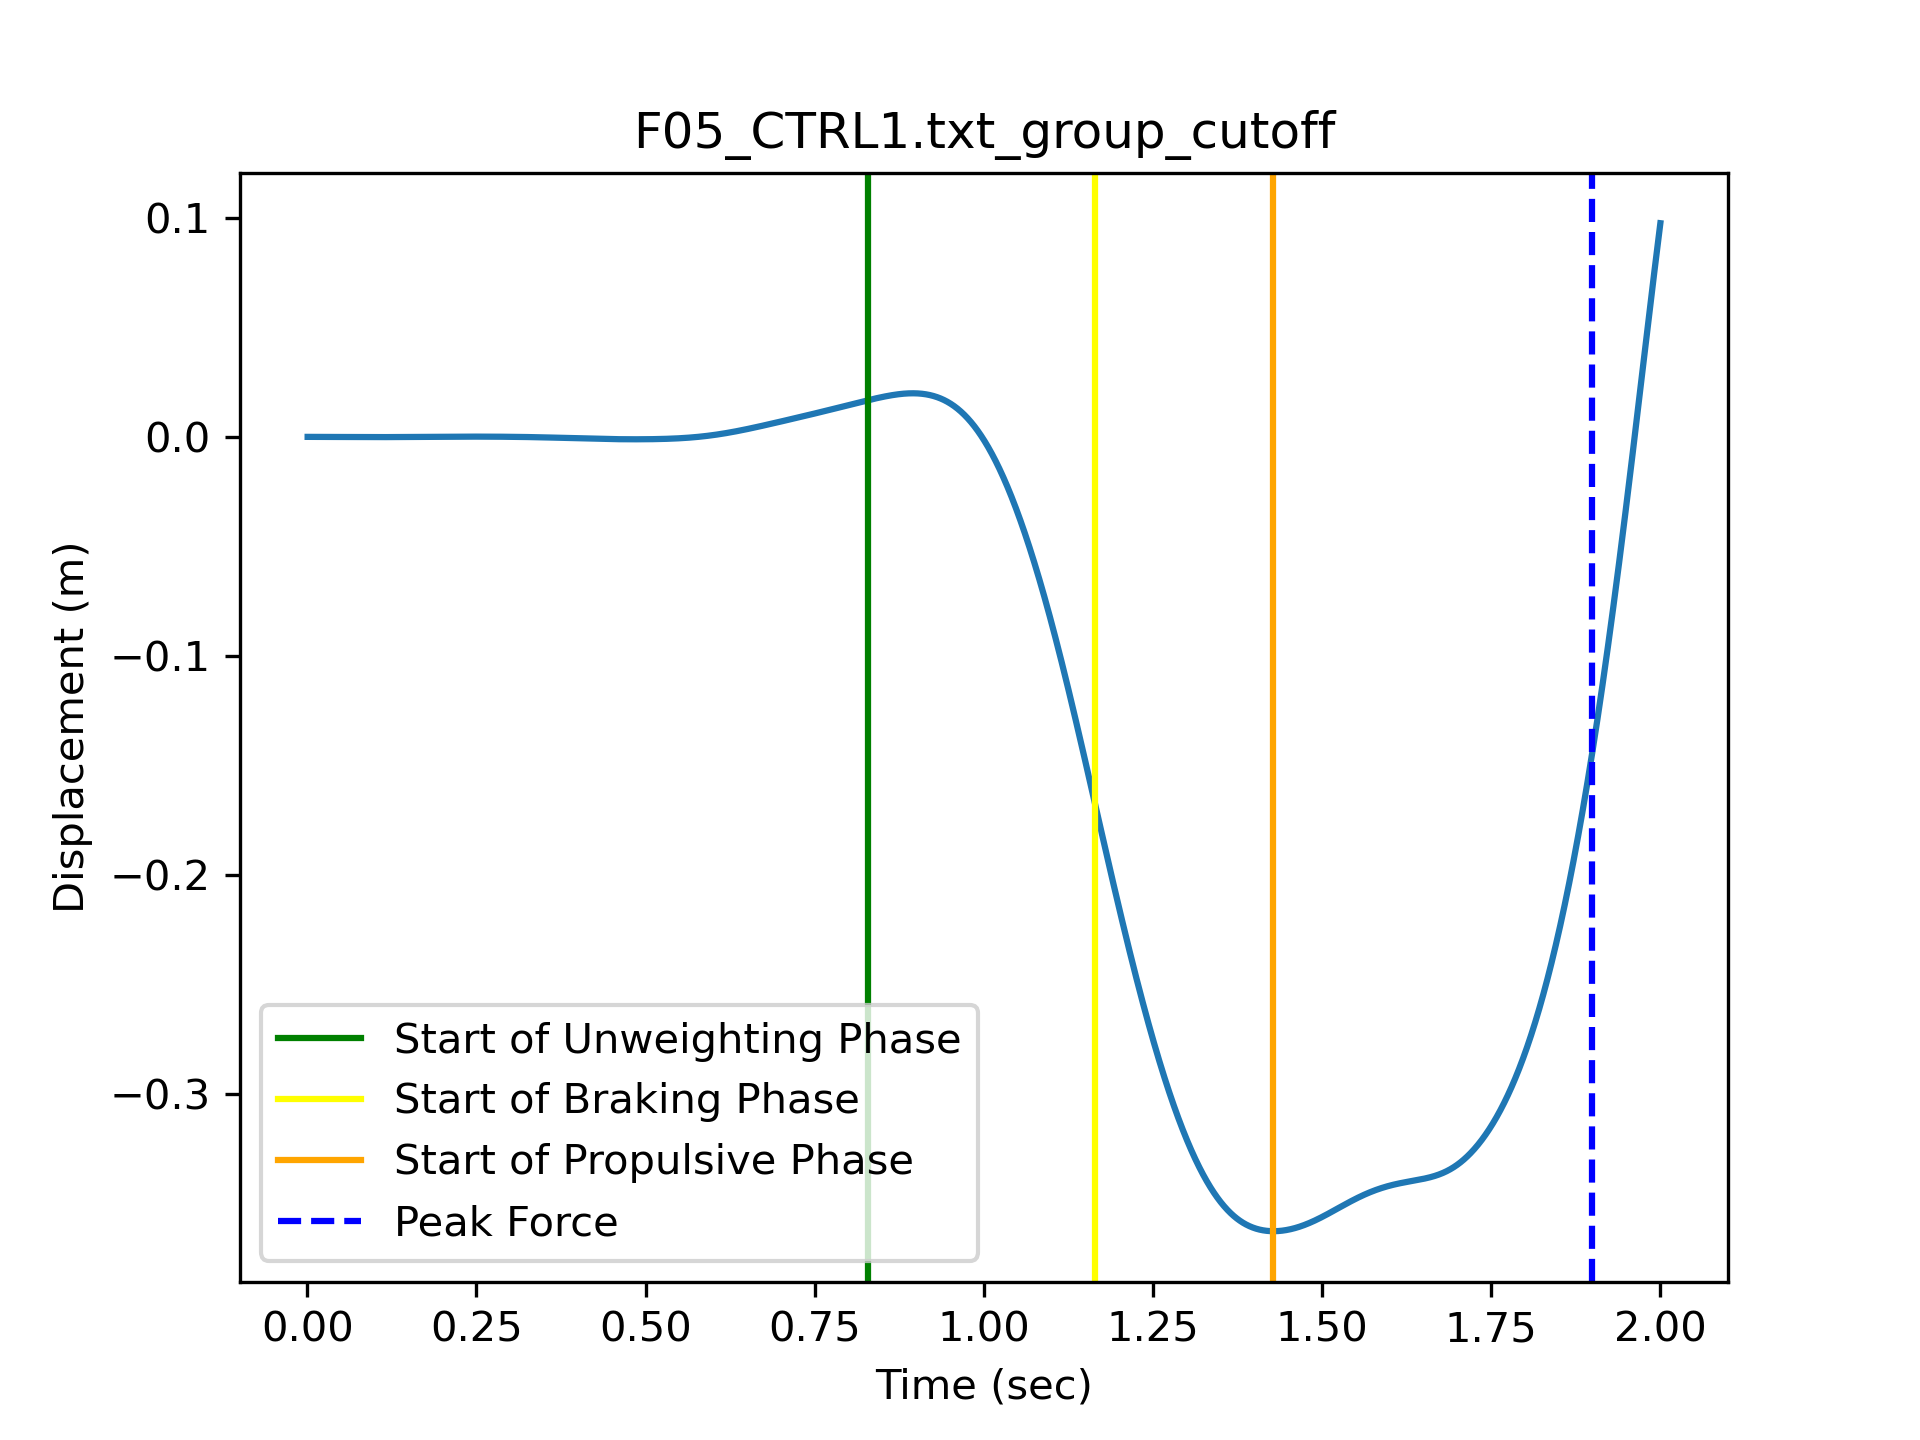 F05_CTRL1.txt_group_cutoff
0.1
0.0
−0.1
−0.2
−0.3
Displacement (m)
Start of Unweighting Phase
Start of Braking Phase
Start of Propulsive Phase
Peak Force
0.00 0.25 0.50 0.75 1.00 1.25 1.50 1.75 2.00
Time (sec)